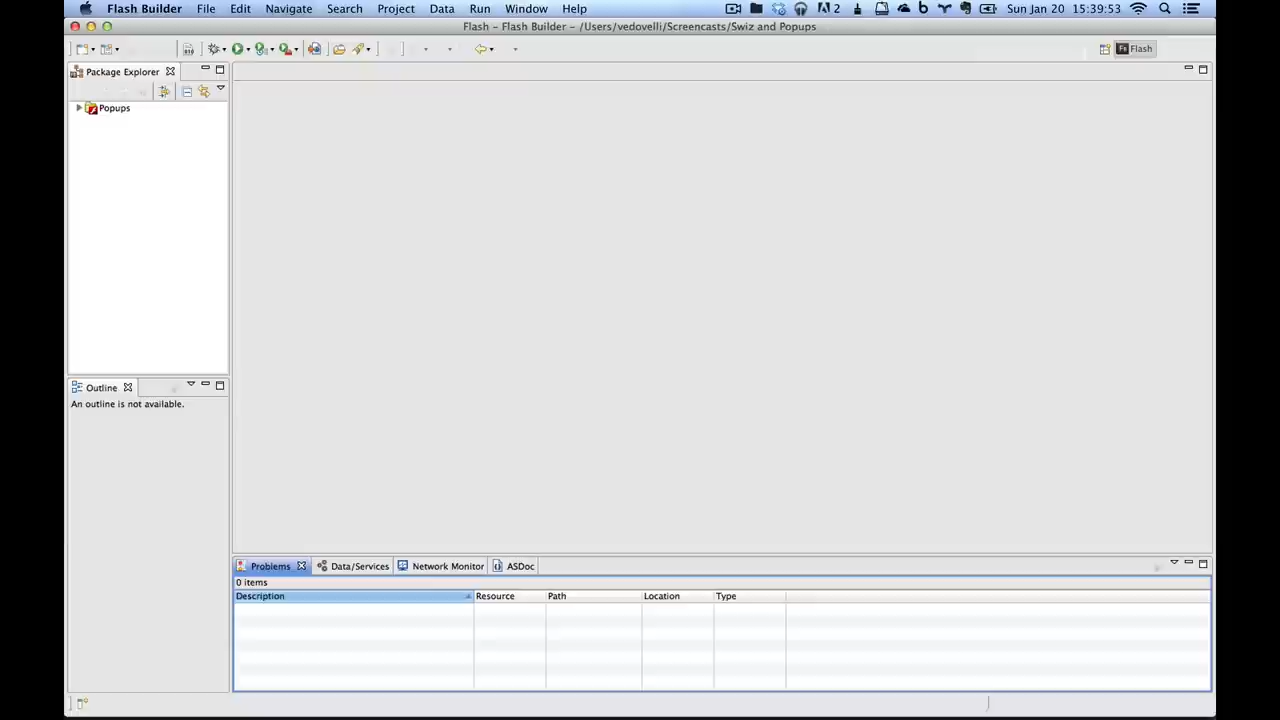 Flash Builder File Edit Navigate Search Project Data Run Window Help 2 Sun Jan 20 15:39:53
Flash - Flash Builder - /Users/vedovelli/Screencasts/Swiz and Popups
Fb Flash
Package Explorer
Popups
Outline
An outline is not available.
Problems Data/Services Network Monitor ASDoc
0 items
Description Resource Path Location Type